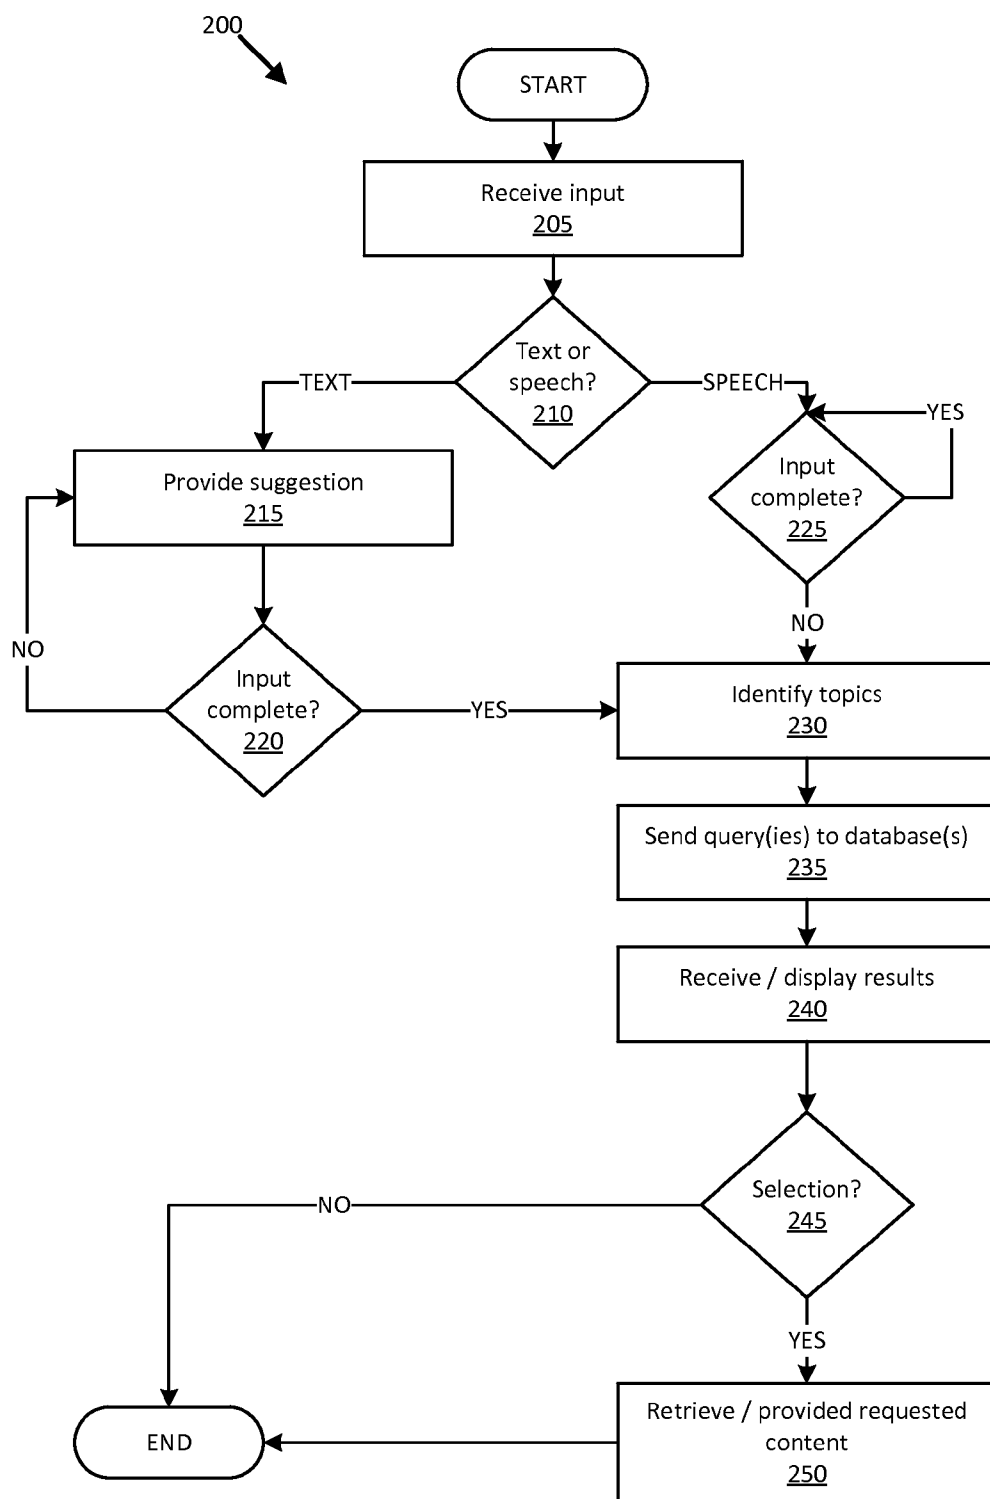 200
START
Receive input
205
Text or
speech?
210
TEXT
SPEECH
YES
Provide suggestion
215
Input
complete?
225
NO
NO
Input
complete?
220
YES
Identify topics
230
Send query(ies) to database(s)
235
Receive / display results
240
Selection?
245
NO
YES
Retrieve / provided requested
content
250
END